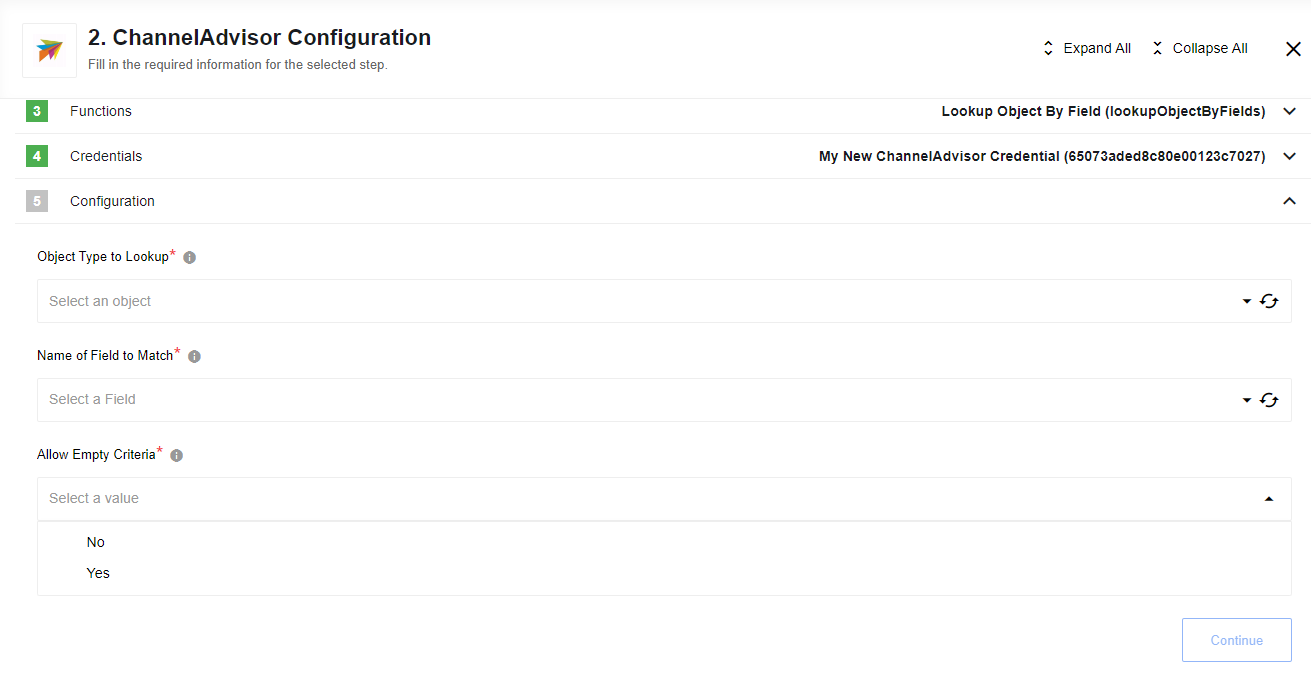 2. ChannelAdvisor Configuration
Fill in the required information for the selected step.
Expand All
Collapse All
3 Functions Lookup Object By Field (lookupObjectByFields)
4 Credentials My New ChannelAdvisor Credential (65073aded8c80e00123c7027)
5 Configuration
Object Type to Lookup*
Select an object
Name of Field to Match*
Select a Field
Allow Empty Criteria*
Select a value
No
Yes
Continue